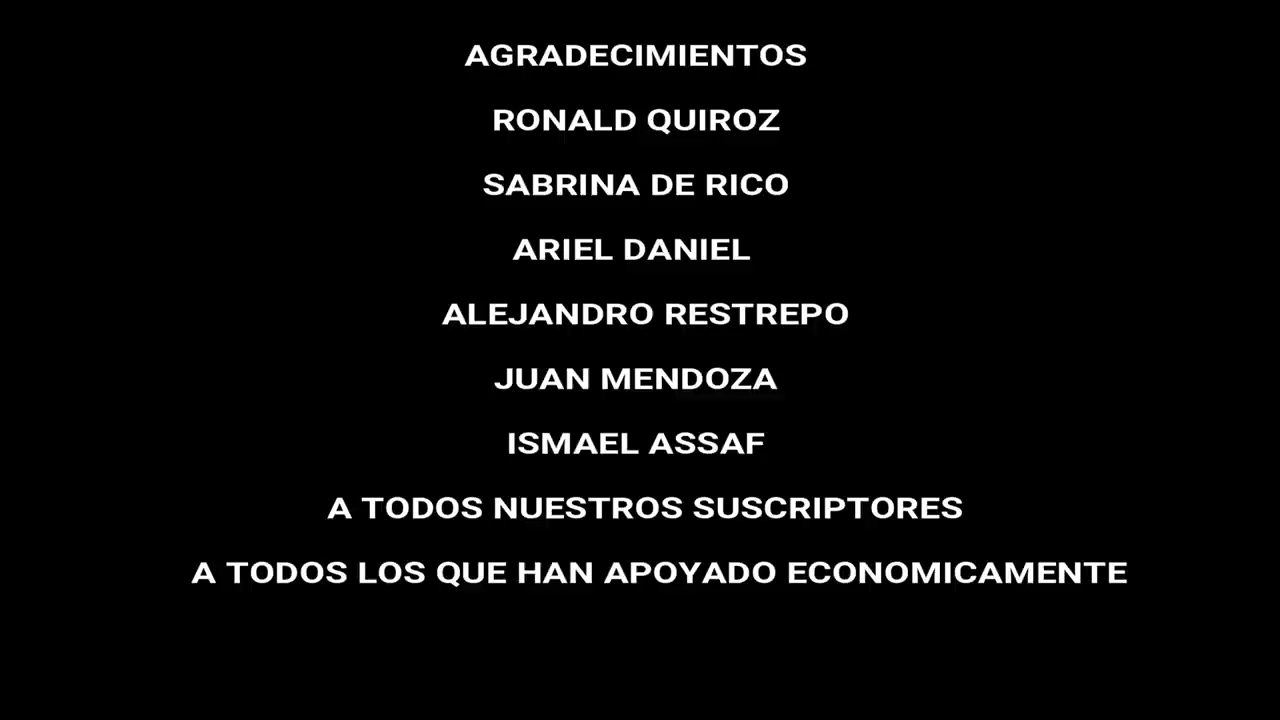 AGRADECIMIENTOS
RONALD QUIROZ
SABRINA DE RICO
ARIEL DANIEL
ALEJANDRO RESTREPO
JUAN MENDOZA
ISMAEL ASSAF
A TODOS NUESTROS SUSCRIPTORES
A TODOS LOS QUE HAN APOYADO ECONOMICAMENTE